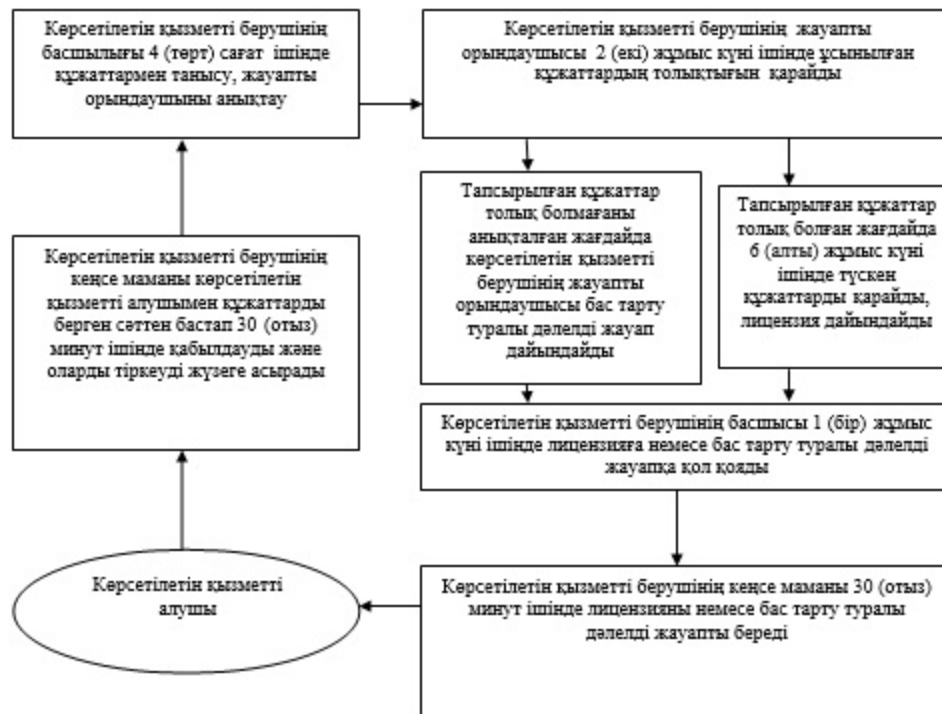 Көрсетілетін қызметті берушінің
басшылығы 4 (төрт) сағат ішінде
құжаттармен танысу, жауапты
орындаушыны анықтау
Көрсетілетін қызметті берушінің жауапты
орындаушысы 2 (екі) жұмыс күні ішінде ұсынылған
құжаттардың толықтығын қарайды
Тапсырылған құжаттар
толық болмағаны
анықталған жағдайда
көрсетілетін қызметті
берушінің жауапты
орындаушысы бас тарту
туралы дәлелді жауап
дайындайды
Тапсырылған құжаттар
толық болған жағдайда
6 (алты) жұмыс күні
ішінде түскен
құжаттарды қарайды,
лицензия дайындайды
Көрсетілетін қызметті берушінің
кеңсе маманы көрсетілетін
қызметті алушымен құжаттарды
берген сәттен бастап 30 (отыз)
минут ішінде қабылдауды және
оларды тіркеуді жүзеге асырады
Көрсетілетін қызметті берушінің басшысы 1 (бір) жұмыс
күні ішінде лицензияға немесе бас тарту туралы дәлелді
жауапқа қол қояды
Көрсетілетін қызметті
алушы
Көрсетілетін қызметті берушінің кеңсе маманы 30 (отыз)
минут ішінде лицензияны немесе бас тарту туралы
дәлелді жауапты береді